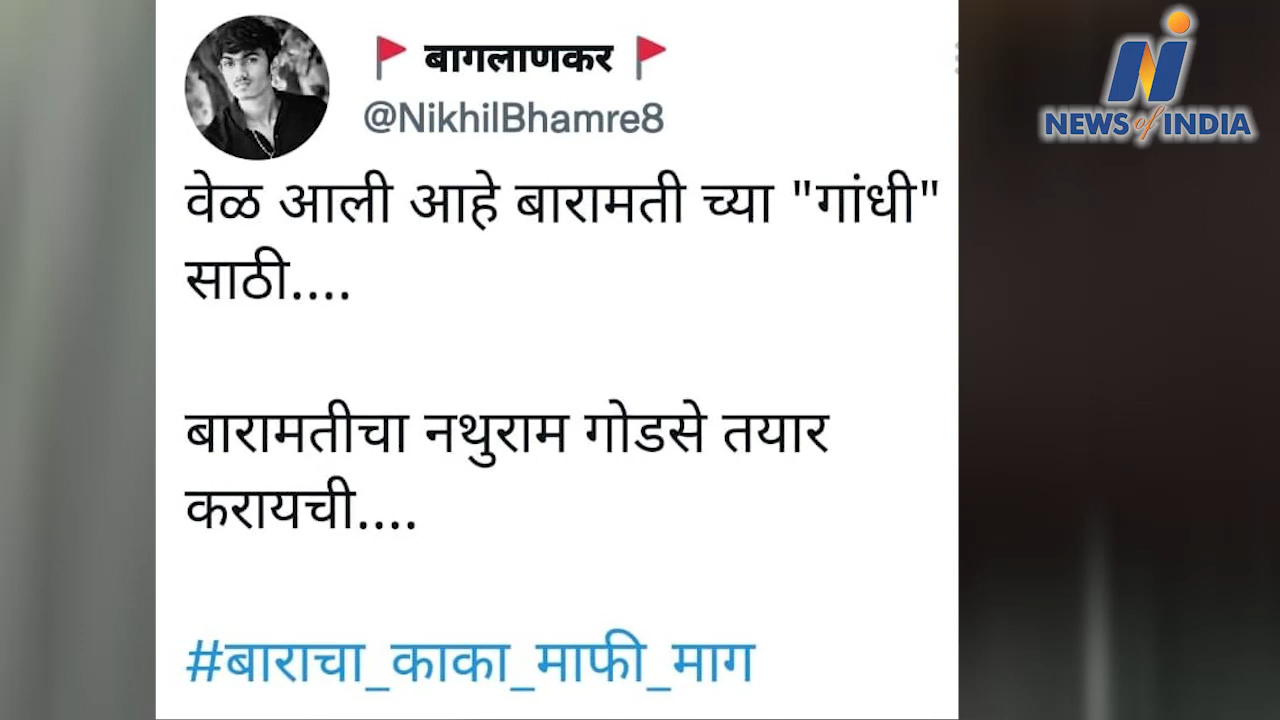 🚩 बागलाणकर 🚩
@NikhilBhamre8
वेळ आली आहे बारामती च्या "गांधी"
साठी....
बारामतीचा नथुराम गोडसे तयार
करायची....
#बाराचा_काका_माफी_माग
NEWS of INDIA